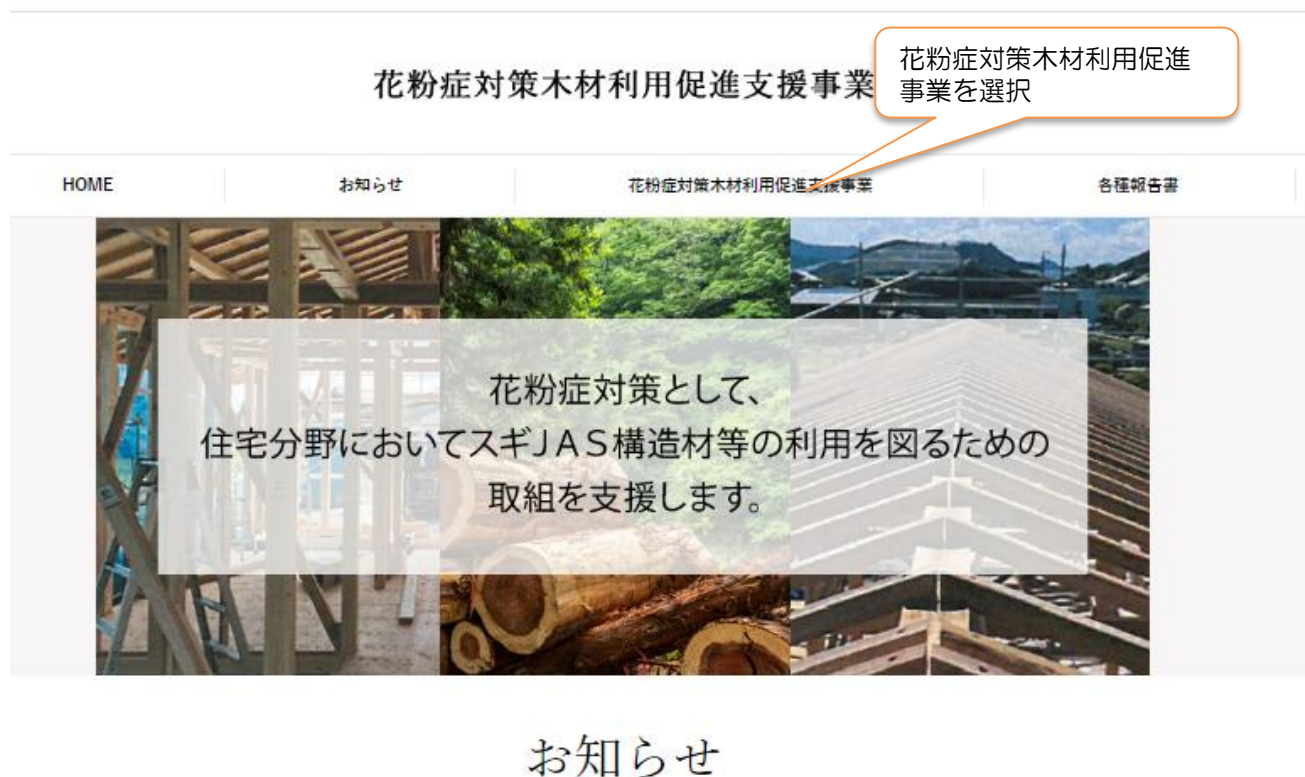 花粉症対策木材利用促進支援事業
花粉症対策木材利用促進
事業を選択
HOME
お知らせ
花粉症対策木材利用促進支援事業
各種報告書
花粉症対策として、
住宅分野においてスギJAS構造材等の利用を図るための
取組を支援します。
お知らせ